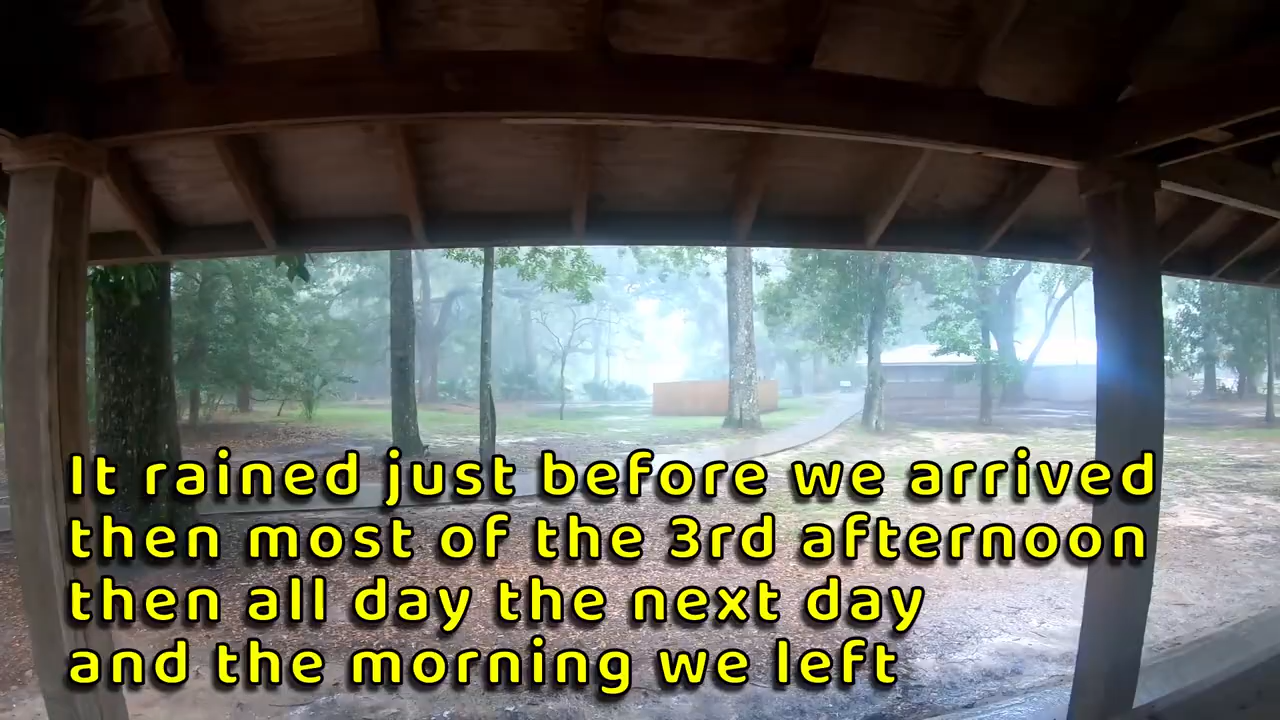 It rained just before we arrived
then most of the 3rd afternoon
then all day the next day
and the morning we left